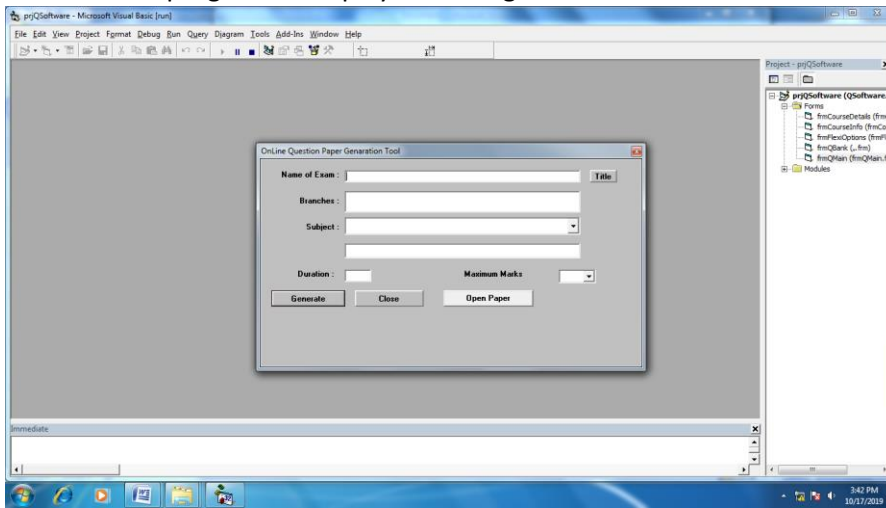 prjQSoftware - Microsoft Visual Basic [run]
File Edit View Project Format Debug Run Query Diagram Tools Add-Ins Window Help
Project - prjQSoftware
prjQSoftware (QSoftware.
Forms
frmCourseDetails (frm
frmCourseInfo (frmCo
frmFlexiOptions (frmFl
frmQBank (,.frm)
frmQMain (frmQMain.f
Modules
OnLine Question Paper Genaration Tool
Name of Exam : Title
Branches :
Subject :
Duration : Maximum Marks
Generate Close Open Paper
Immediate
3:42 PM
10/17/2019